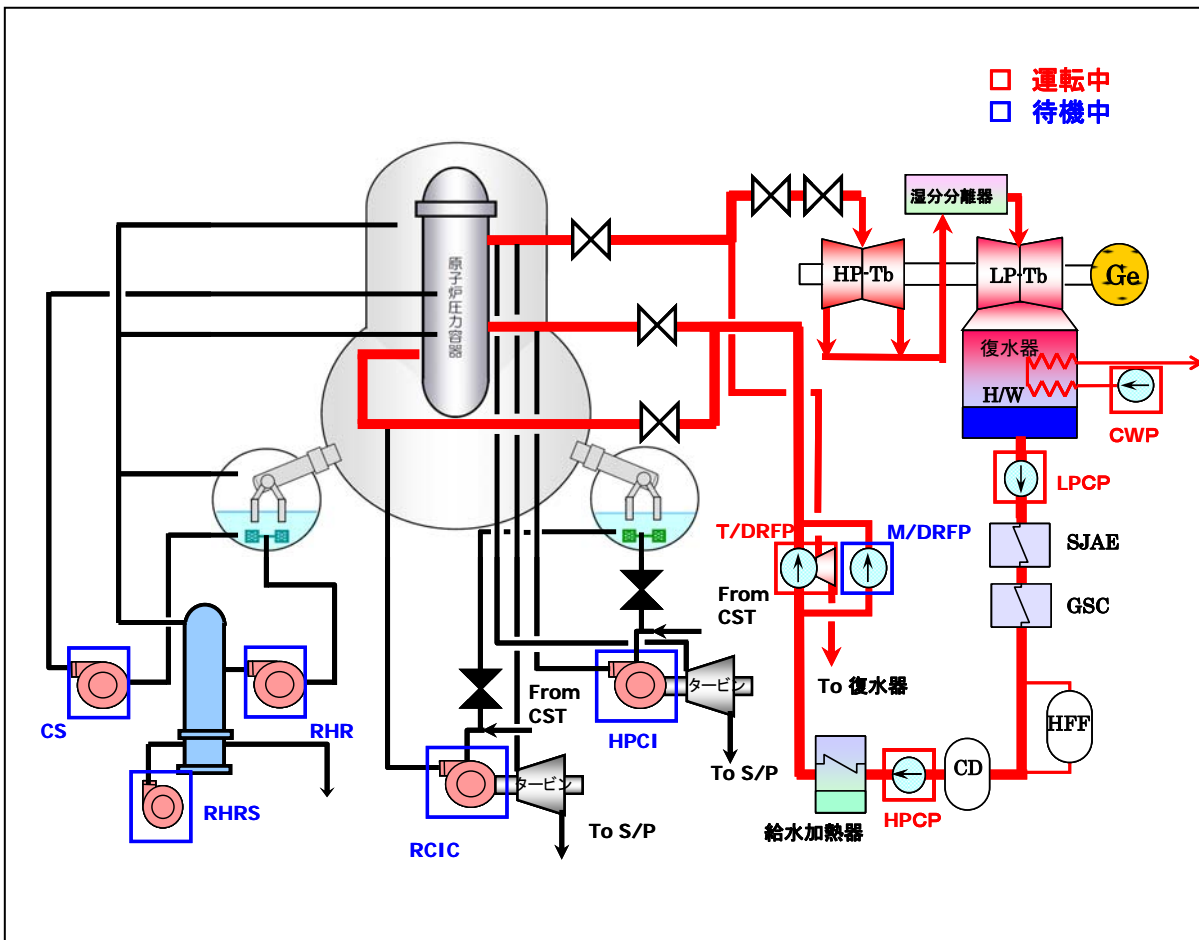 運転中
待機中
湿分分離器
原子炉圧力容器
HP-Tb
LP-Tb
Ge
復水器
H/W
CWP
LPCP
T/DRFP
M/DRFP
SJAE
From
CST
GSC
タービン
To 復水器
CS
RHR
From
CST
HPCI
HFF
CD
To S/P
タービン
RHRS
給水加熱器
HPCP
To S/P
RCIC